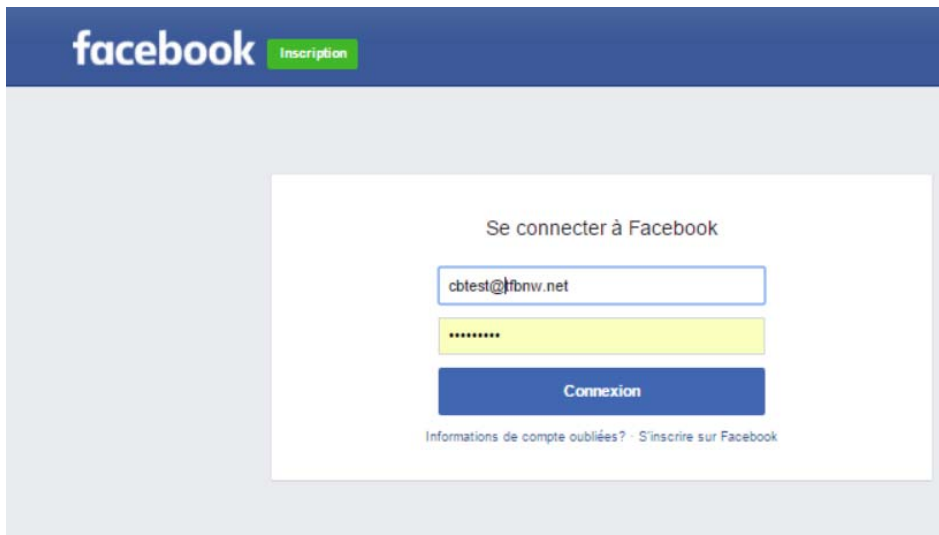 facebook Inscription
Se connecter à Facebook
cbtest@tfbnw.net
•••••••••
Connexion
Informations de compte oubliées? · S'inscrire sur Facebook